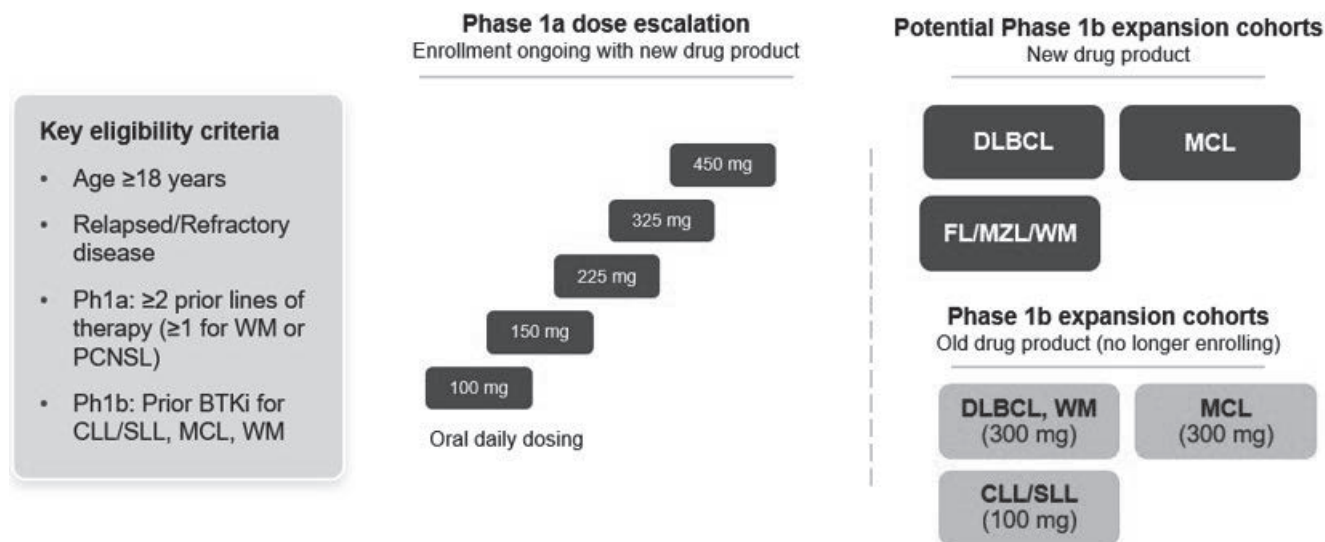 Key eligibility criteria
• Age ≥18 years
• Relapsed/Refractory
disease
• Ph1a: ≥2 prior lines of
therapy (≥1 for WM or
PCNSL)
• Ph1b: Prior BTKi for
CLL/SLL, MCL, WM
Phase 1a dose escalation
Enrollment ongoing with new drug product
450 mg
325 mg
225 mg
150 mg
100 mg
Oral daily dosing
Potential Phase 1b expansion cohorts
New drug product
DLBCL
MCL
FL/MZL/WM
Phase 1b expansion cohorts
Old drug product (no longer enrolling)
DLBCL, WM
(300 mg)
MCL
(300 mg)
CLL/SLL
(100 mg)